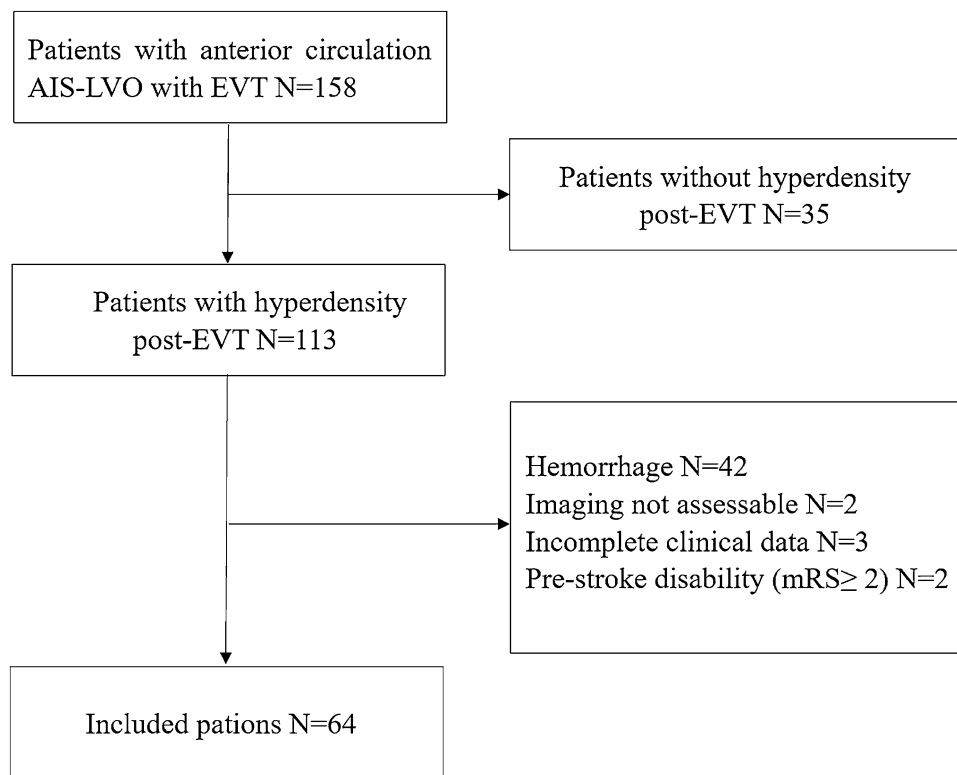 Patients with anterior circulation
AIS-LVO with EVT N=158
Patients without hyperdensity
post-EVT N=35
Patients with hyperdensity
post-EVT N=113
Hemorrhage N=42
Imaging not assessable N=2
Incomplete clinical data N=3
Pre-stroke disability (mRS≥ 2) N=2
Included pations N=64